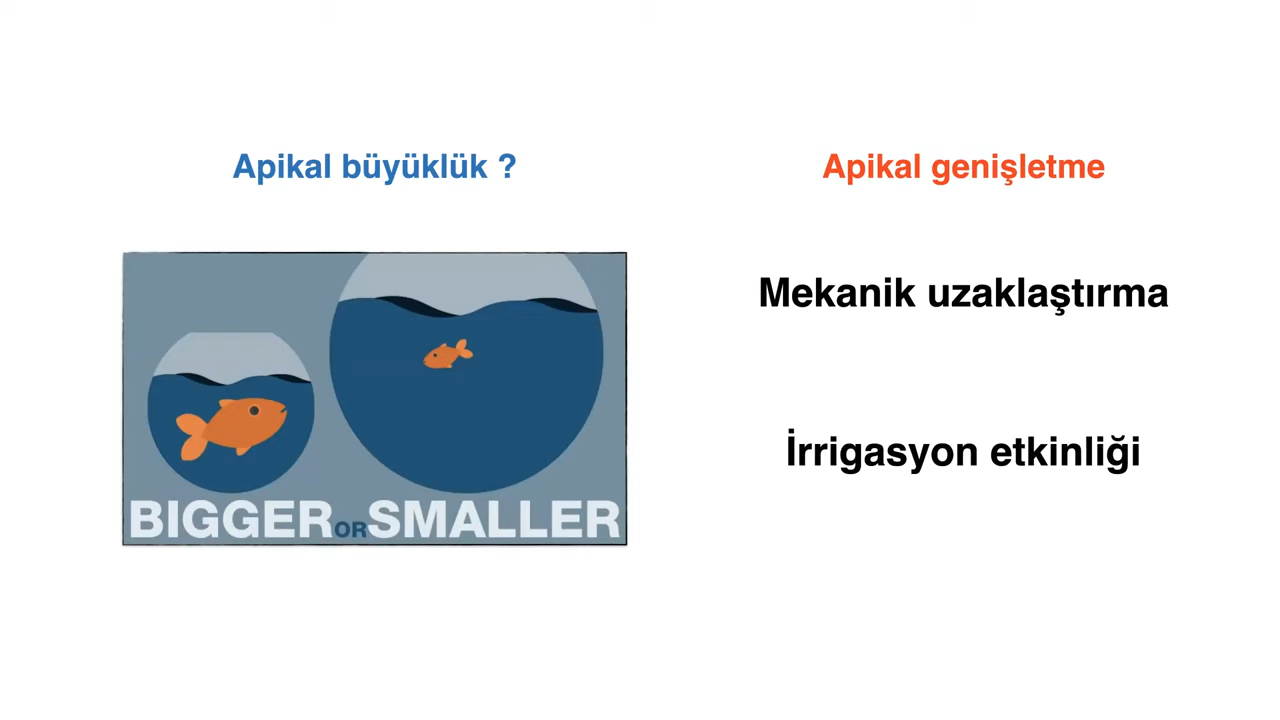 Apikal büyüklük ?
BIGGER OR SMALLER
Apikal genişletme
Mekanik uzaklaştırma
İrrigasyon etkinliği